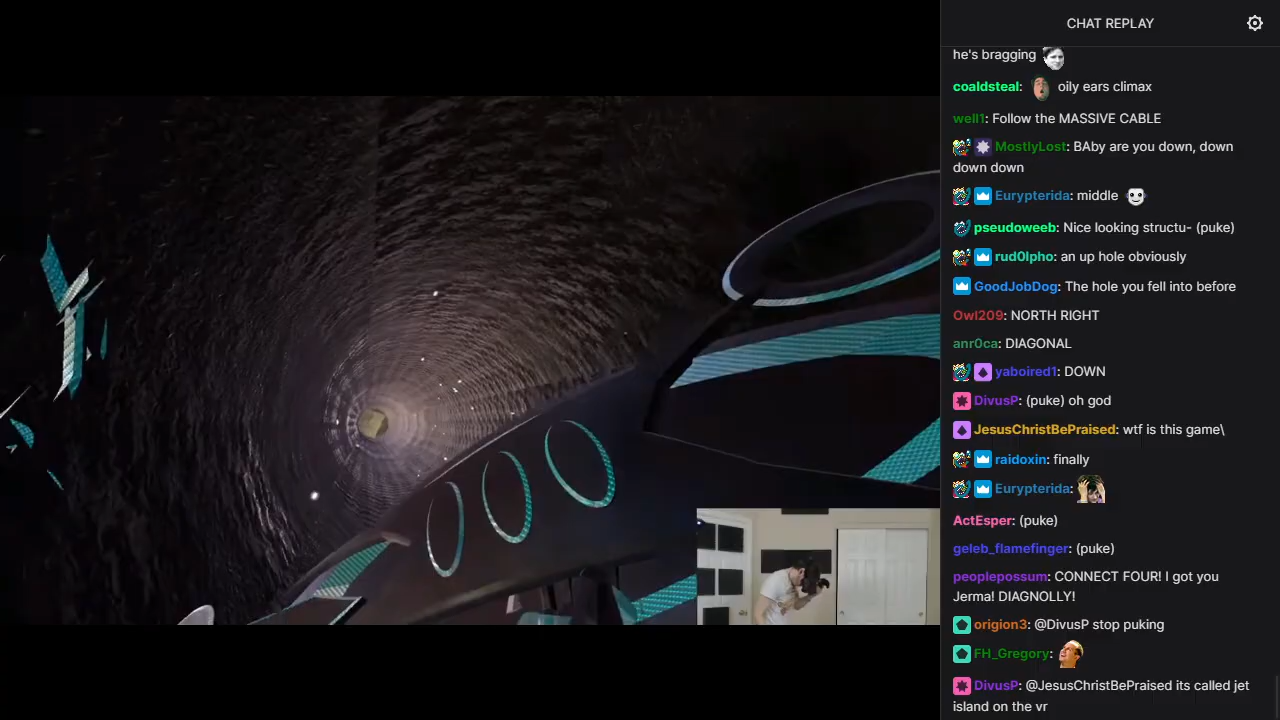 CHAT REPLAY
he's bragging
coaldsteal: oily ears climax
well1: Follow the MASSIVE CABLE
MostlyLost: BAby are you down, down
down down
Eurypterida: middle
pseudoweeb: Nice looking structu- (puke)
rud0lpho: an up hole obviously
GoodJobDog: The hole you fell into before
Owl209: NORTH RIGHT
anr0ca: DIAGONAL
yaboired1: DOWN
DivusP: (puke) oh god
JesusChristBePraised: wtf is this game\
raidoxin: finally
Eurypterida:
ActEsper: (puke)
geleb_flamefinger: (puke)
peoplepossum: CONNECT FOUR! I got you
Jerma! DIAGNOLLY!
origion3: @DivusP stop puking
FH_Gregory:
DivusP: @JesusChristBePraised its called jet
island on the vr